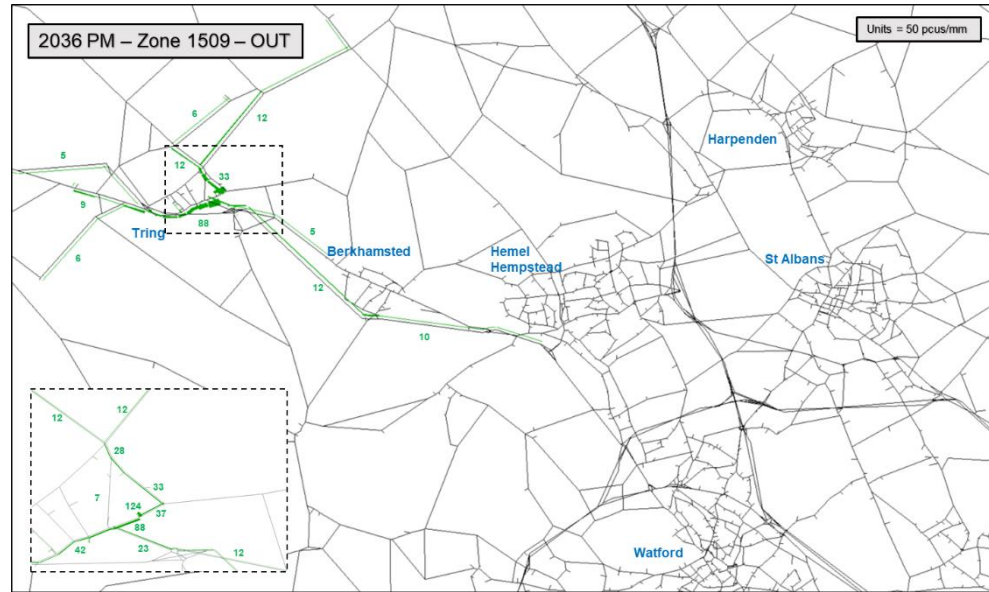 2036 PM – Zone 1509 – OUT
Units = 50 pcus/mm
6
12
Harpenden
5
12
33
9
Tring
88
5
Berkhamsted
Hemel
Hempstead
St Albans
6
12
10
12
12
28
7
33
124
37
88
42
23
12
Watford